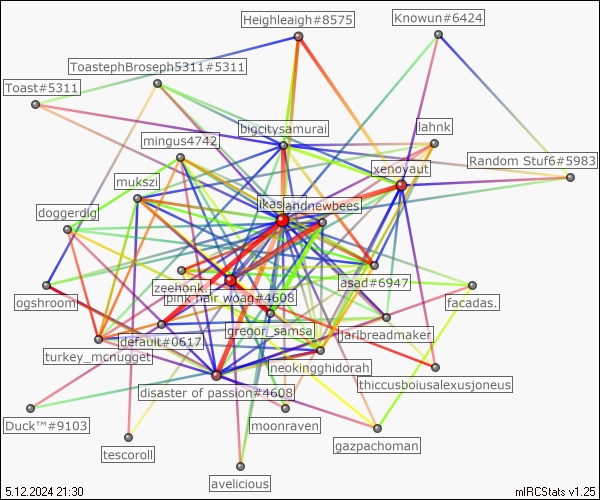 Heighleaigh#8575
Knowun#6424
ToastephBroseph5311#5311
Toast#5311
bigcitysamurai
lahnk
mingus4742
Random Stuf6#5983
xenoyaut
mukszi
likas
andnewbees
doggerdig
asad#6947
zeehonk.
pink hair woag#4608
ogshroom
facadas.
gregor_samsa
jarlbreadmaker
default#0617
turkey_mcnugget
neokingghidorah
thiccusboiusalexusjoneus
disaster of passion#4608
Duck™#9103
moonraven
gazpachoman
tescoroll
avelicious
5.12.2024 21:30
mIRCStats v1.25